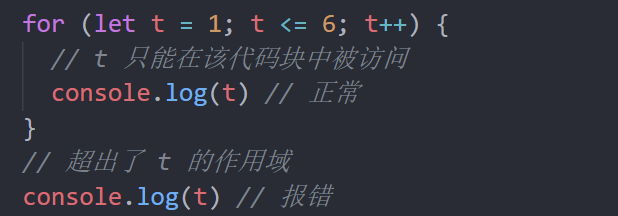 for (let t = 1; t <= 6; t++) {
// t 只能在该代码块中被访问
console.log(t) // 正常
}
// 超出了 t 的作用域
console.log(t) // 报错